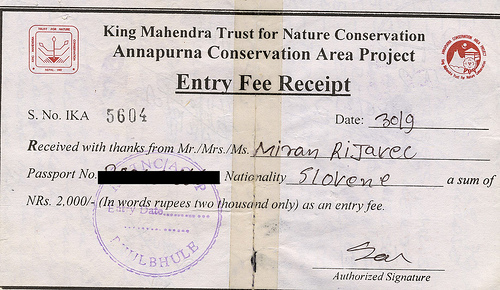 King Mahendra Trust for Nature Conservation
Annapurna Conservation Area Project
Entry Fee Receipt
S. No. IKA 5604
Date: 30/9
Received with thanks from Mr./Mrs./Ms. Miran Rijavec
Passport No. Nationality Slovene a sum of
NRs. 2,000/- (In words rupees two thousand only) as an entry fee.
Entry Date
Authorized Signature